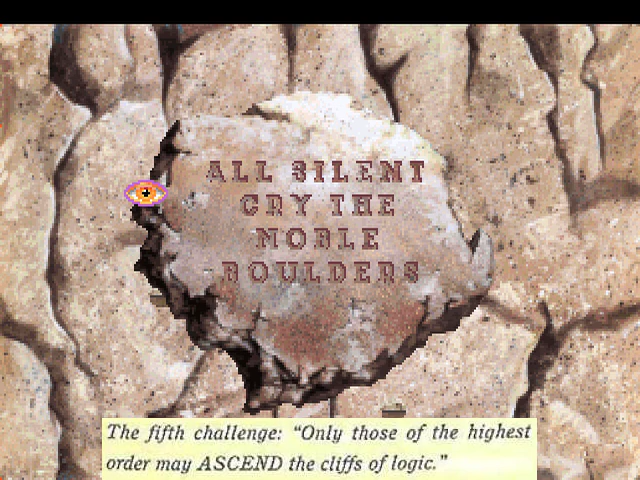 ALL SILENT
CRY THE
NOBLE
BOULDERS
The fifth challenge: "Only those of the highest
order may ASCEND the cliffs of logic."